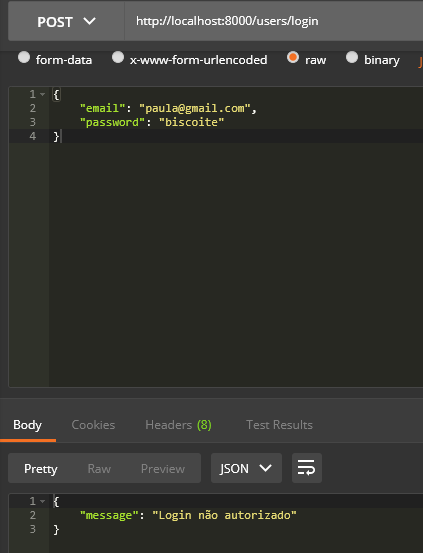 POST http://localhost:8000/users/login
form-data x-www-form-urlencoded raw binary
1 {
2 "email": "paula@gmail.com",
3 "password": "biscoite"
4 }
Body Cookies Headers (8) Test Results
Pretty Raw Preview JSON
1 {
2 "message": "Login não autorizado"
3 }